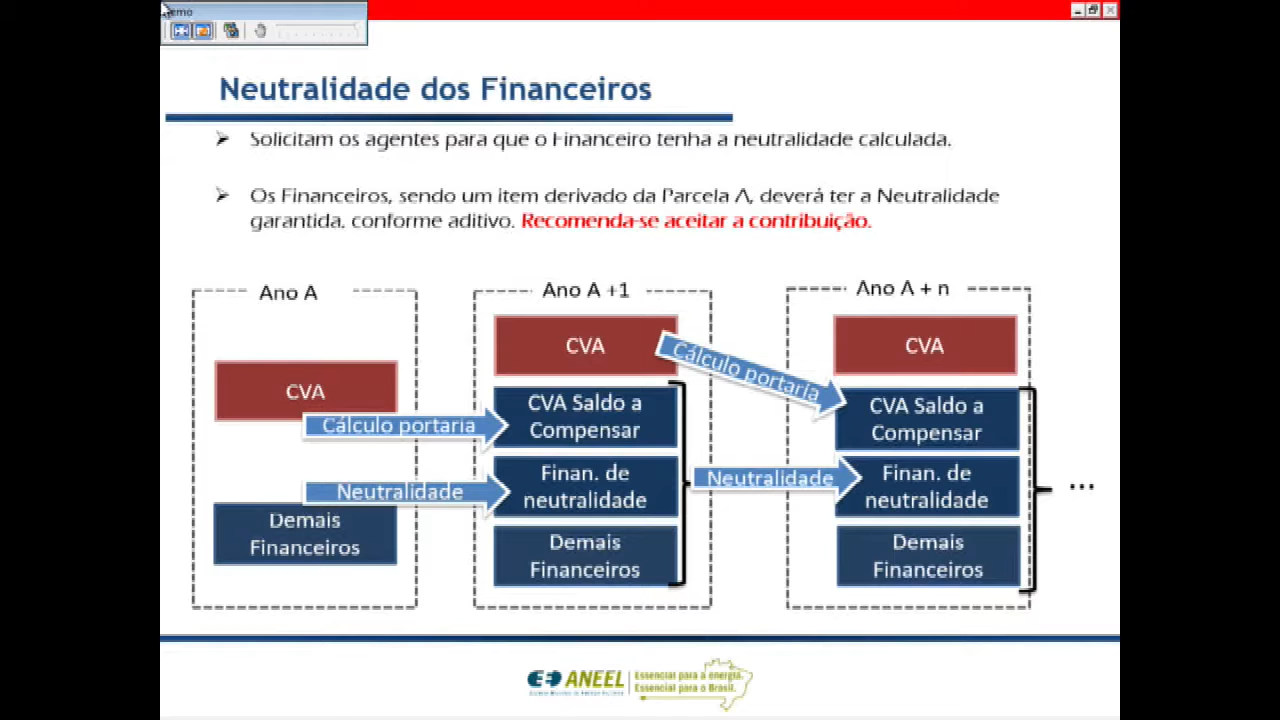 Neutralidade dos Financeiros
Solicitam os agentes para que o Financeiro tenha a neutralidade calculada.
Os Financeiros, sendo um item derivado da Parcela A, deverá ter a Neutralidade
garantida, conforme aditivo. Recomenda-se aceitar a contribuição.
Ano A
CVA
Cálculo portaria
Neutralidade
Demais
Financeiros
Ano A +1
CVA
CVA Saldo a
Compensar
Finan. de
neutralidade
Demais
Financeiros
Cálculo portaria
Neutralidade
Ano A + n
CVA
CVA Saldo a
Compensar
Finan. de
neutralidade
Demais
Financeiros
...
ANEEL
Essencial para a energia.
Essencial para o Brasil.